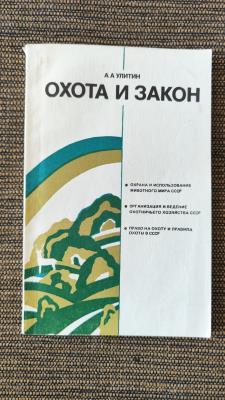 А А УЛИТИН
ОХОТА И ЗАКОН
ОХРАНА И ИСПОЛЬЗОВАНИЕ
ЖИВОТНОГО МИРА СССР
ОРГАНИЗАЦИЯ И ВЕДЕНИЕ
ОХОТНИЧЬЕГО ХОЗЯЙСТВА СССР
ПРАВО НА ОХОТУ И ПРАВИЛА
ОХОТЫ В СССР